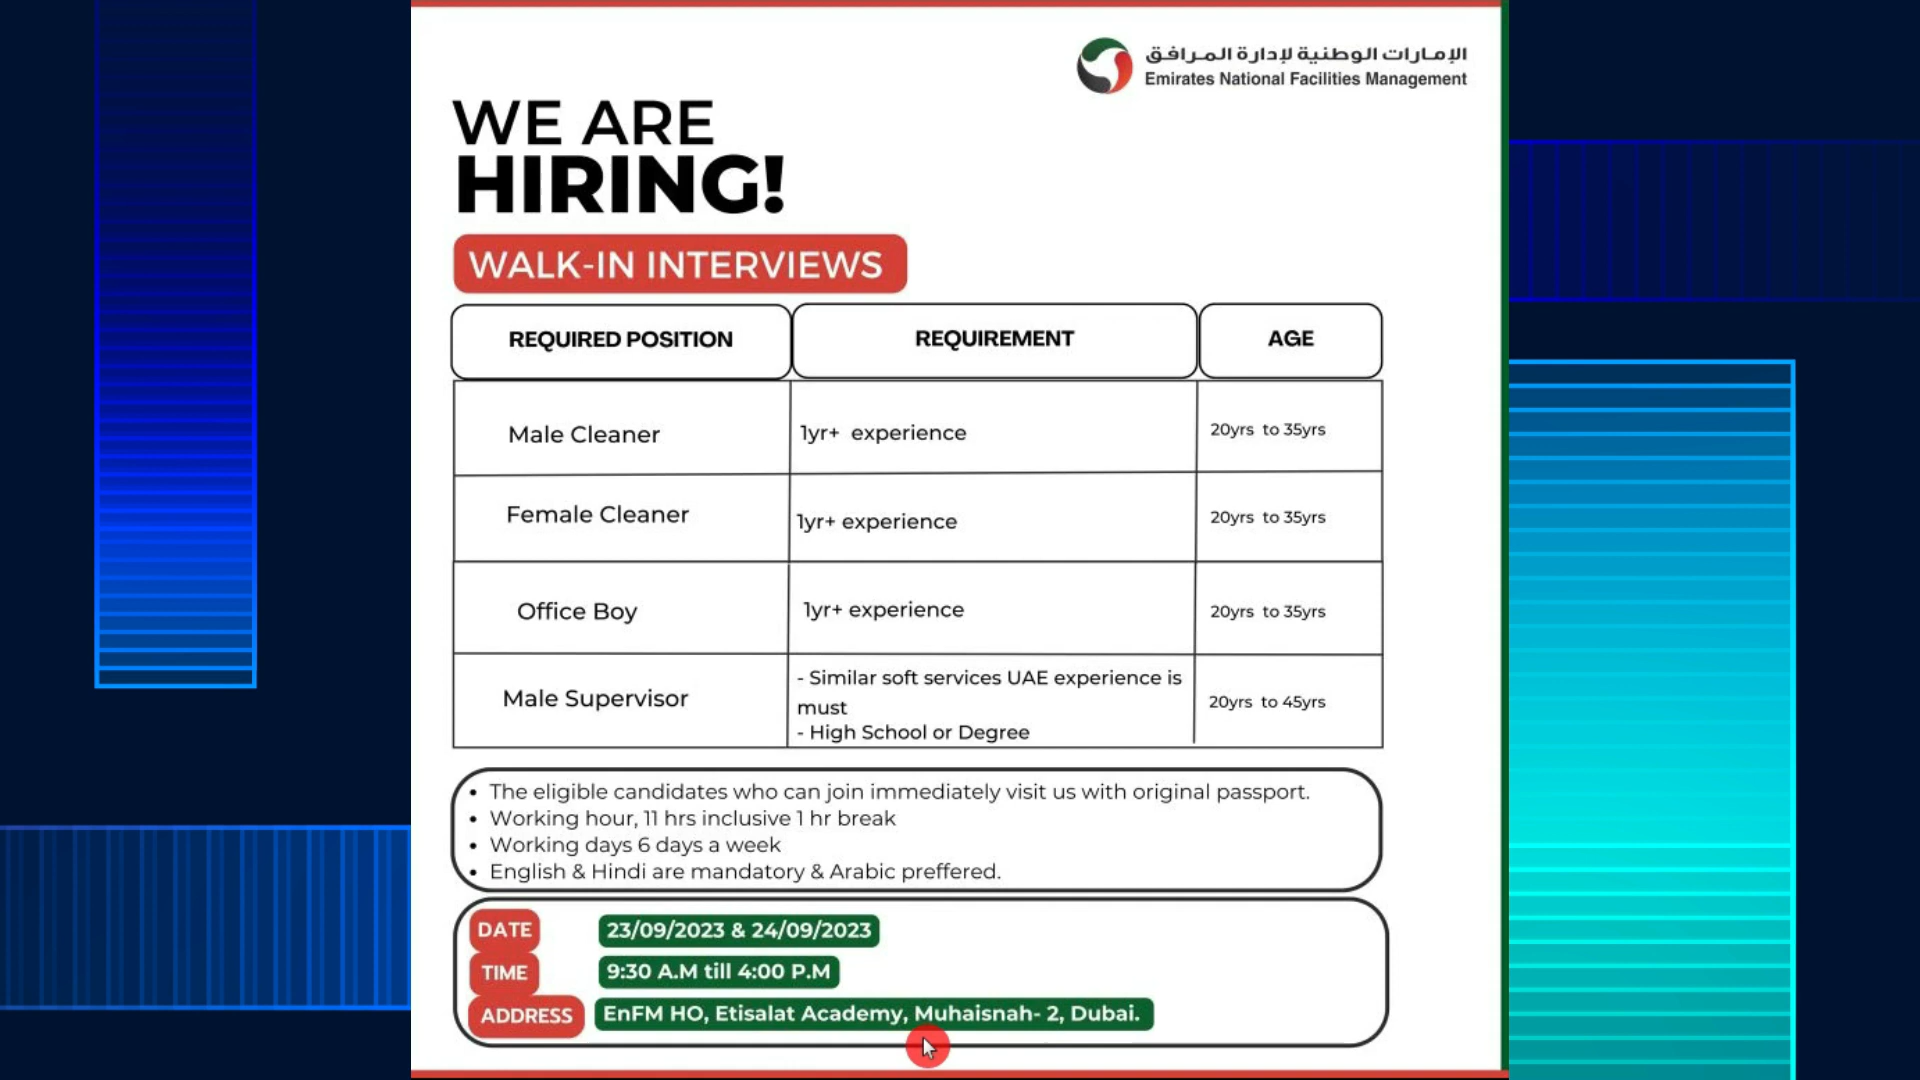 الإمارات الوطنية لإدارة المرافق
Emirates National Facilities Management
WE ARE
HIRING!
WALK-IN INTERVIEWS
REQUIRED POSITION REQUIREMENT AGE
Male Cleaner 1yr+ experience 20yrs to 35yrs
Female Cleaner 1yr+ experience 20yrs to 35yrs
Office Boy 1yr+ experience 20yrs to 35yrs
Male Supervisor - Similar soft services UAE experience is
must
- High School or Degree 20yrs to 45yrs
• The eligible candidates who can join immediately visit us with original passport.
• Working hour, 11 hrs inclusive 1 hr break
• Working days 6 days a week
• English & Hindi are mandatory & Arabic preffered.
DATE 23/09/2023 & 24/09/2023
TIME 9:30 A.M till 4:00 P.M
ADDRESS EnFM HO, Etisalat Academy, Muhaisnah- 2, Dubai.